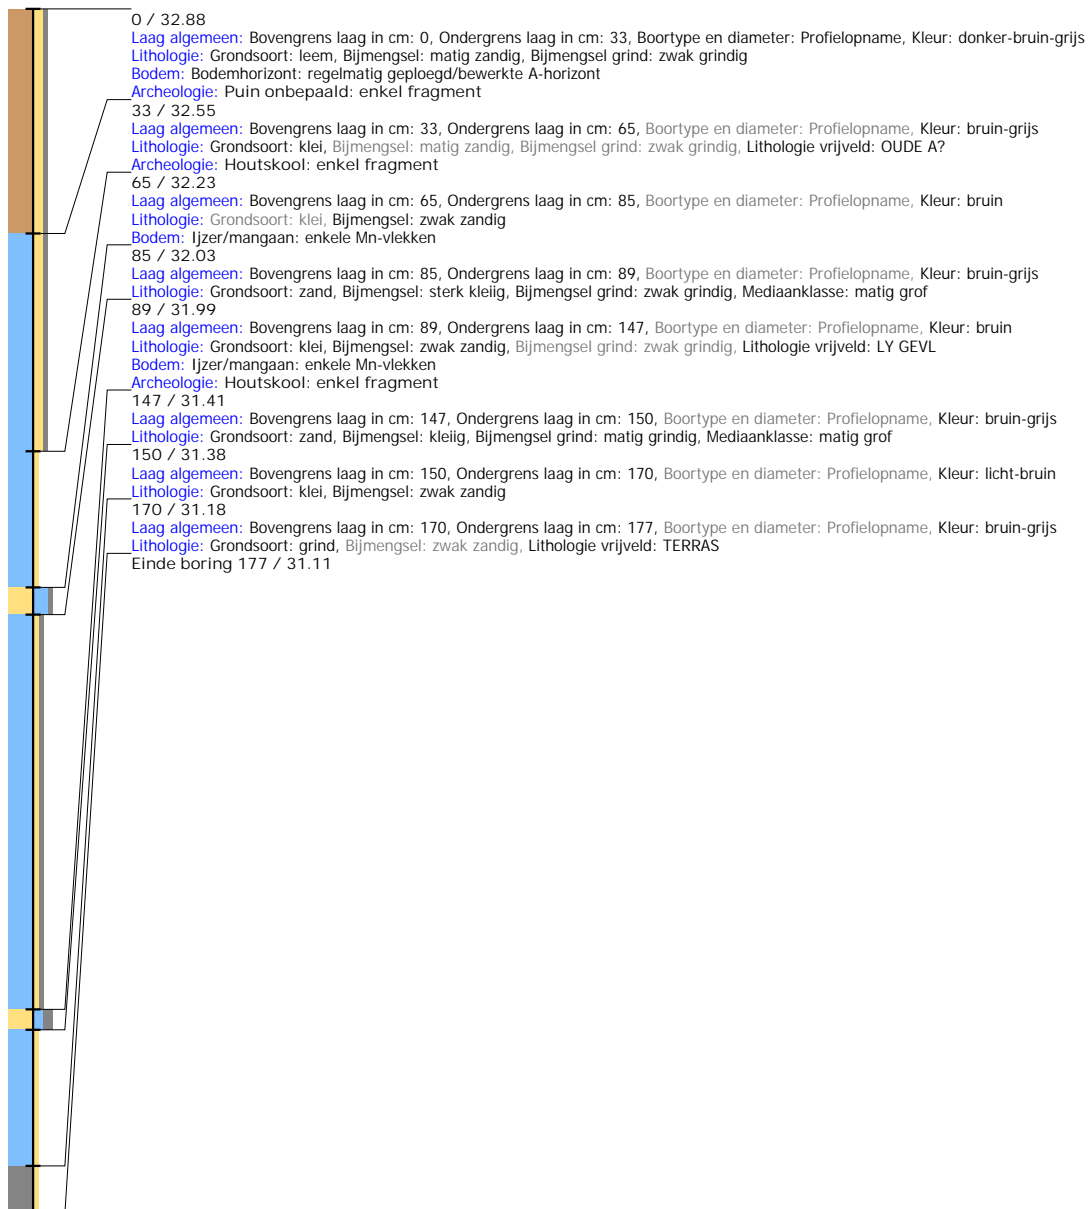 0 / 32.88
Laag algemeen: Bovengrens laag in cm: 0, Ondergrens laag in cm: 33, Boortype en diameter: Profielopname, Kleur: donker-bruin-grijs
Lithologie: Grondsoort: leem, Bijmengsel: matig zandig, Bijmengsel grind: zwak grindig
Bodem: Bodemhorizont: regelmatig geploegd/bewerkte A-horizont
Archeologie: Puin onbepaald: enkel fragment
33 / 32.55
Laag algemeen: Bovengrens laag in cm: 33, Ondergrens laag in cm: 65, Boortype en diameter: Profielopname, Kleur: bruin-grijs
Lithologie: Grondsoort: klei, Bijmengsel: matig zandig, Bijmengsel grind: zwak grindig, Lithologie vrijveld: OUDE A?
Archeologie: Houtskool: enkel fragment
65 / 32.23
Laag algemeen: Bovengrens laag in cm: 65, Ondergrens laag in cm: 85, Boortype en diameter: Profielopname, Kleur: bruin
Lithologie: Grondsoort: klei, Bijmengsel: zwak zandig
Bodem: Ijzer/mangaan: enkele Mn-vlekken
85 / 32.03
Laag algemeen: Bovengrens laag in cm: 85, Ondergrens laag in cm: 89, Boortype en diameter: Profielopname, Kleur: bruin-grijs
Lithologie: Grondsoort: zand, Bijmengsel: sterk kleiig, Bijmengsel grind: zwak grindig, Mediaanklasse: matig grof
89 / 31.99
Laag algemeen: Bovengrens laag in cm: 89, Ondergrens laag in cm: 147, Boortype en diameter: Profielopname, Kleur: bruin
Lithologie: Grondsoort: klei, Bijmengsel: zwak zandig, Bijmengsel grind: zwak grindig, Lithologie vrijveld: LY GEVL
Bodem: Ijzer/mangaan: enkele Mn-vlekken
Archeologie: Houtskool: enkel fragment
147 / 31.41
Laag algemeen: Bovengrens laag in cm: 147, Ondergrens laag in cm: 150, Boortype en diameter: Profielopname, Kleur: bruin-grijs
Lithologie: Grondsoort: zand, Bijmengsel: kleiig, Bijmengsel grind: matig grindig, Mediaanklasse: matig grof
150 / 31.38
Laag algemeen: Bovengrens laag in cm: 150, Ondergrens laag in cm: 170, Boortype en diameter: Profielopname, Kleur: licht-bruin
Lithologie: Grondsoort: klei, Bijmengsel: zwak zandig
170 / 31.18
Laag algemeen: Bovengrens laag in cm: 170, Ondergrens laag in cm: 177, Boortype en diameter: Profielopname, Kleur: bruin-grijs
Lithologie: Grondsoort: grind, Bijmengsel: zwak zandig, Lithologie vrijveld: TERRAS
Einde boring 177 / 31.11